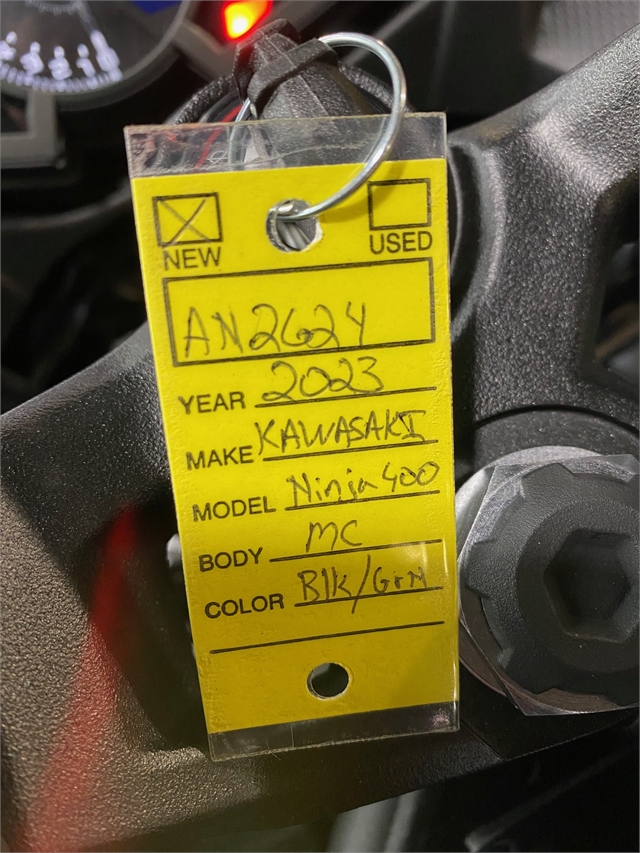 NEW USED
AN2624
YEAR 2023
MAKE KAWASAKI
MODEL Ninja 400
BODY MC
COLOR Blk/Grn